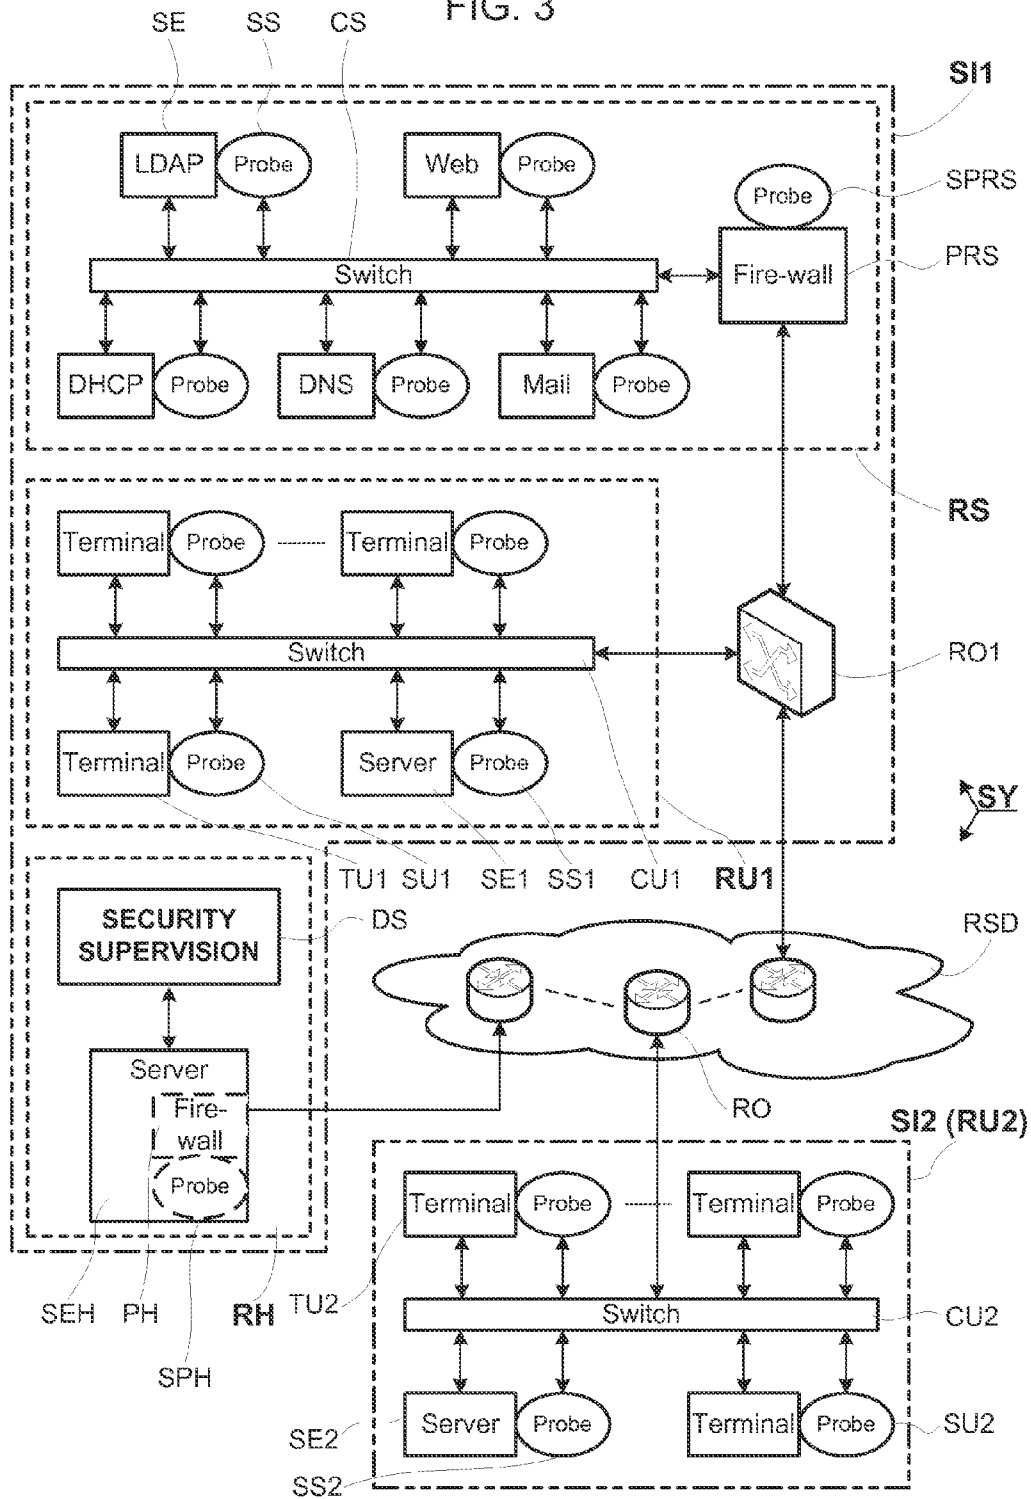 FIG. 3
SE SS CS
SI1
LDAP Probe Web Probe
Probe SPRS
Switch Fire-wall PRS
DHCP Probe DNS Probe Mail Probe
RS
Terminal Probe Terminal Probe
Switch RO1
Terminal Probe Server Probe
SY
TU1 SU1 SE1 SS1 CU1 RU1
SECURITY
SUPERVISION
DS
RSD
Server
Fire-
wall
Probe
RO
SI2 (RU2)
Terminal Probe Terminal Probe
SEH PH RH TU2
Switch CU2
SPH
Server Probe Terminal Probe
SE2 SU2
SS2